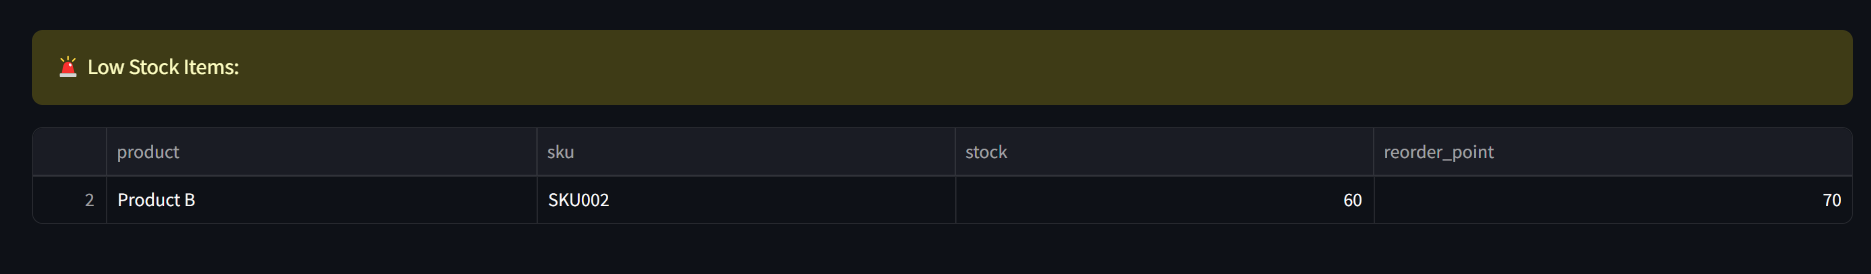 🚨 Low Stock Items:
product sku stock reorder_point
2 Product B SKU002 60 70